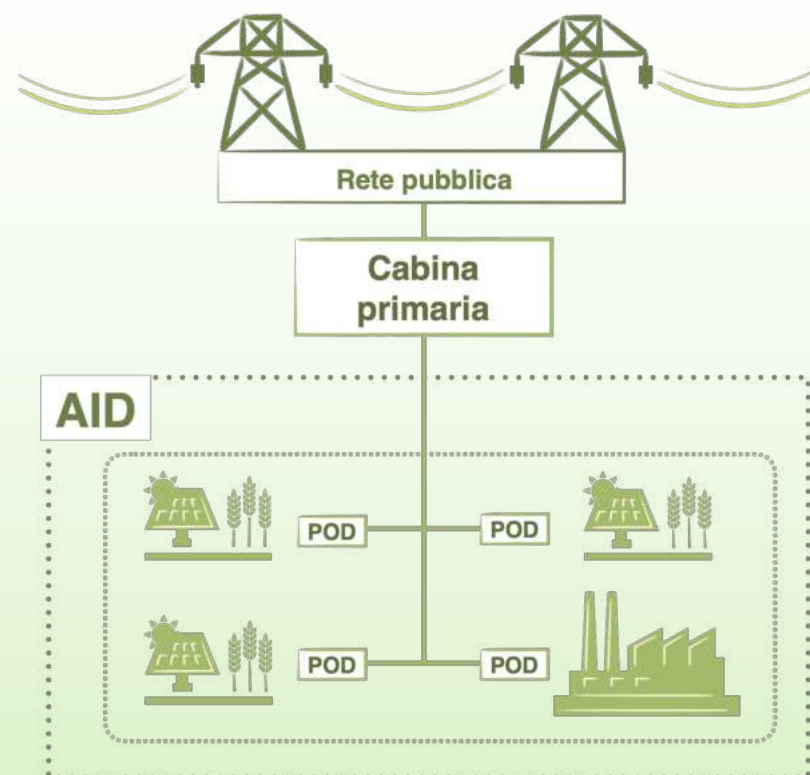 Rete pubblica
Cabina
primaria
AID
POD
POD
POD
POD